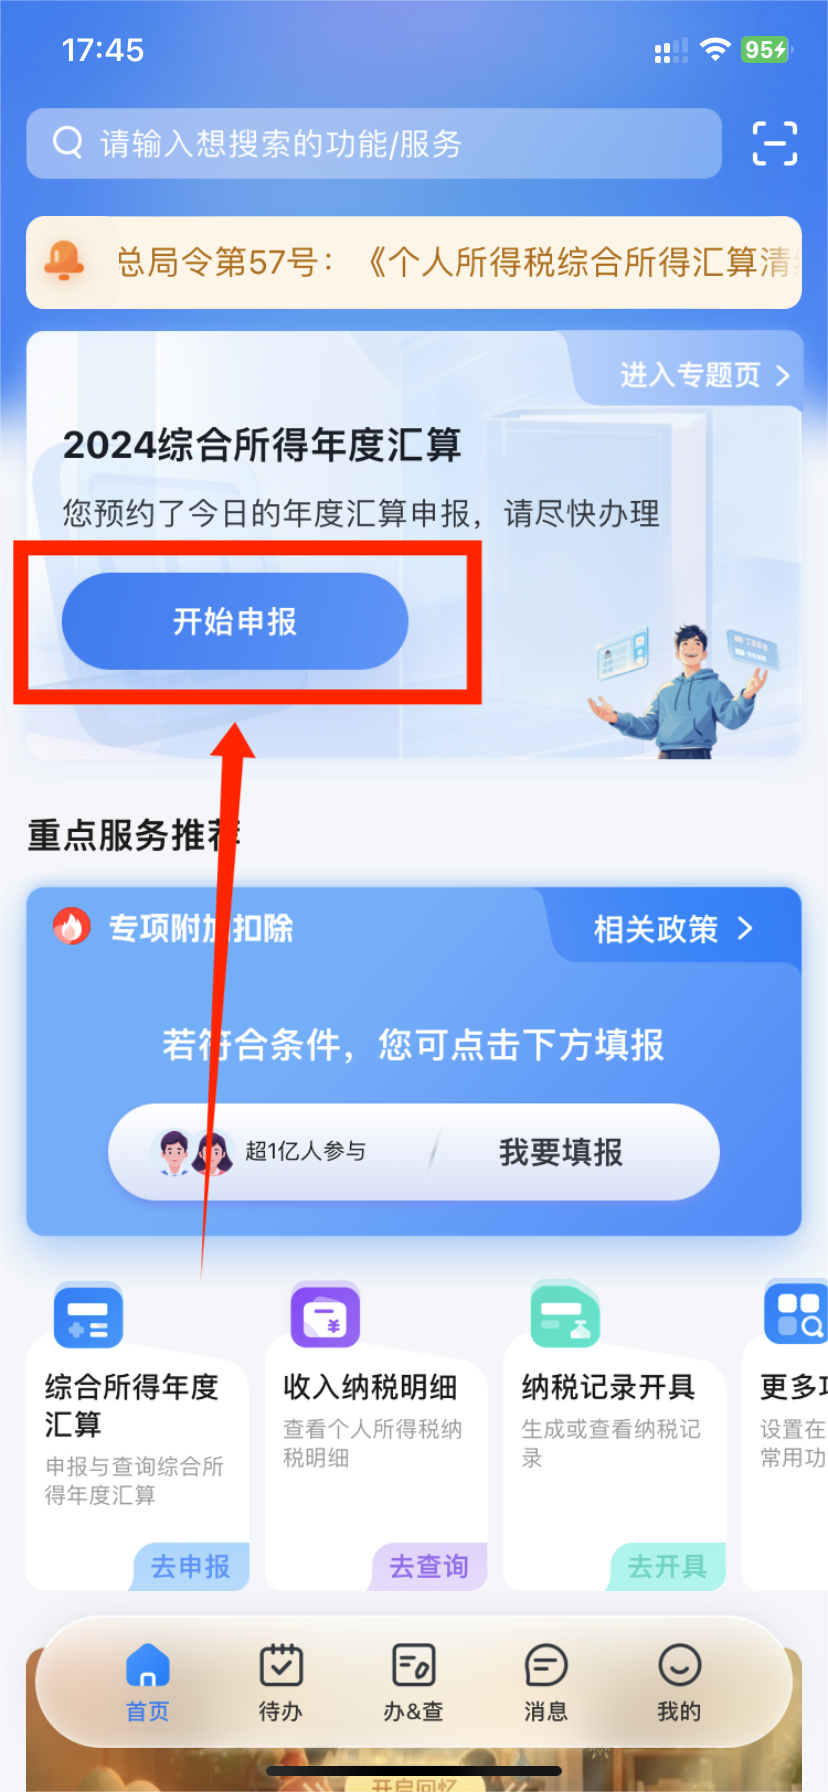 17:45
95
请输入想搜索的功能/服务
总局令第57号：《个人所得税综合所得汇算清
进入专题页
2024综合所得年度汇算
您预约了今日的年度汇算申报，请尽快办理
开始申报
重点服务推荐
专项附加扣除
相关政策
若符合条件，您可点击下方填报
超1亿人参与
我要填报
综合所得年度
汇算
申报与查询综合所
得年度汇算
去申报
收入纳税明细
查看个人所得税纳
税明细
去查询
纳税记录开具
生成或查看纳税记
录
去开具
更多
设置在
常用功
首页
待办
办&查
消息
我的
开启回忆